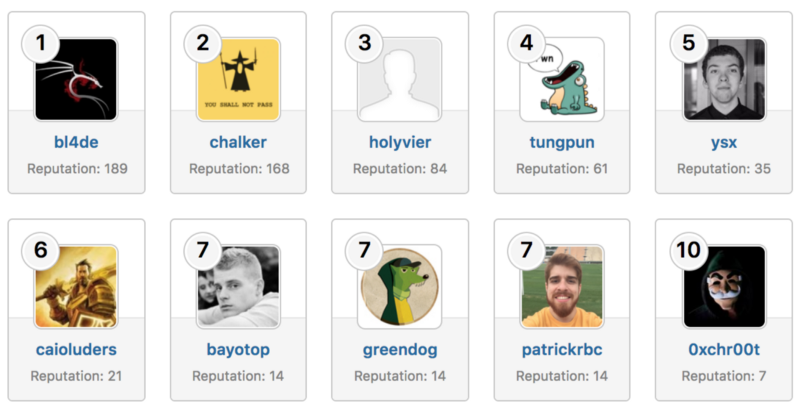 1
2
3
4
5
YOU SHALL NOT PASS
wn
bl4de
chalker
holyvier
tungpun
ysx
Reputation: 189
Reputation: 168
Reputation: 84
Reputation: 61
Reputation: 35
6
7
7
7
10
caioluders
bayotop
greendog
patrickrbc
0xchr00t
Reputation: 21
Reputation: 14
Reputation: 14
Reputation: 14
Reputation: 7